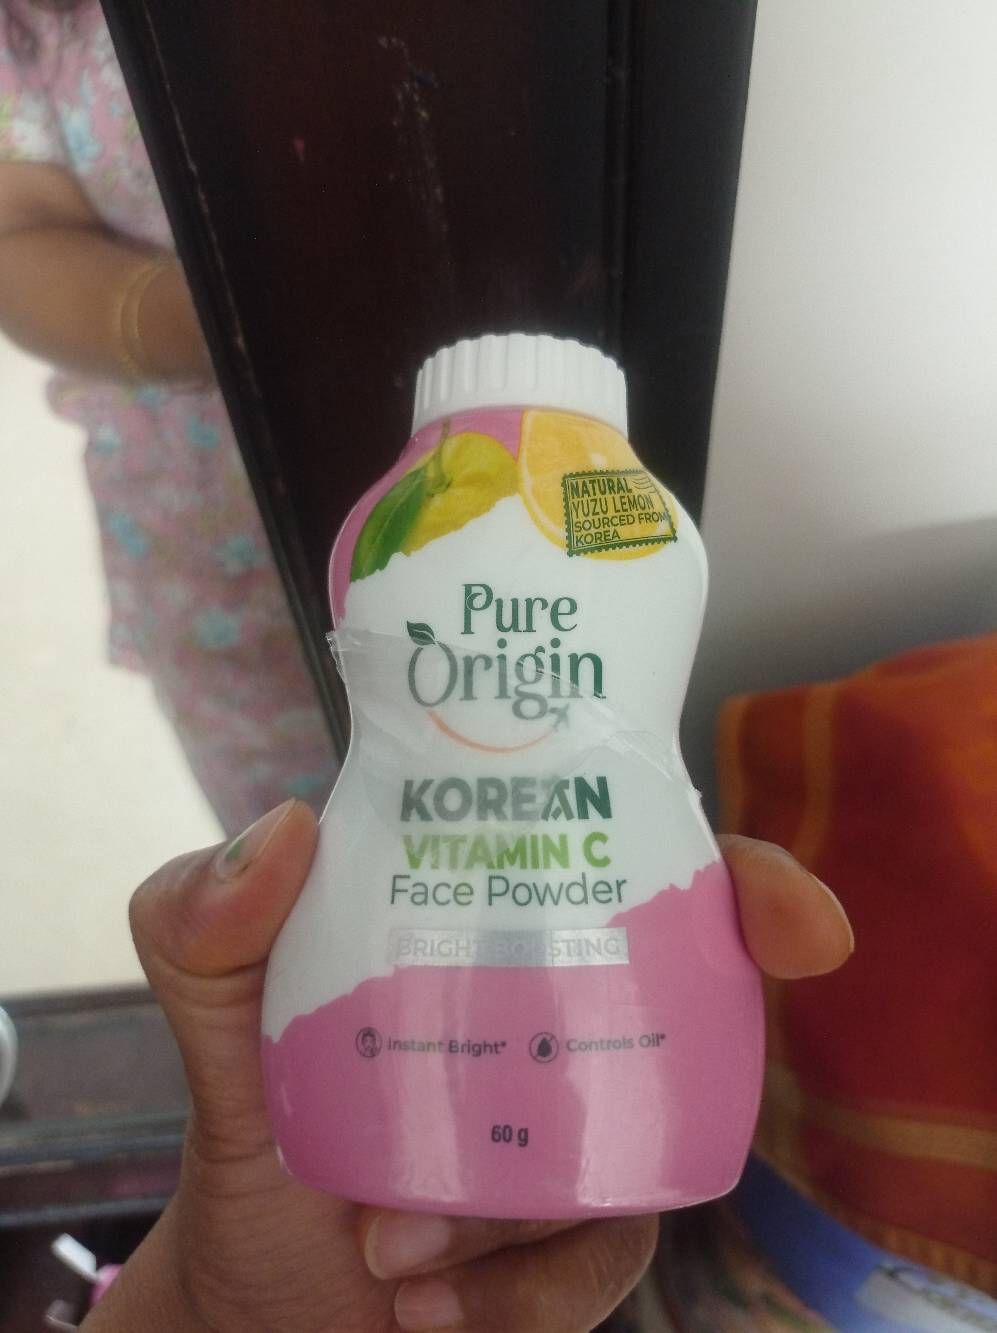 NATURAL
YUZU LEMON
SOURCED FROM
KOREA
Pure
Origin
KOREAN
VITAMIN C
Face Powder
BRIGHT BOOSTING
Instant Bright* Controls Oil*
60 g